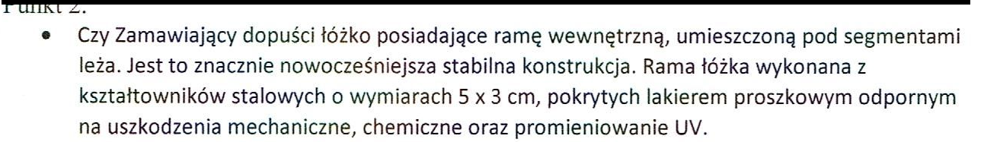 Punkt 2.
• Czy Zamawiający dopuści łóżko posiadające ramę wewnętrzną, umieszczoną pod segmentami
leża. Jest to znacznie nowocześniejsza stabilna konstrukcja. Rama łóżka wykonana z
kształtowników stalowych o wymiarach 5 x 3 cm, pokrytych lakierem proszkowym odpornym
na uszkodzenia mechaniczne, chemiczne oraz promieniowanie UV.